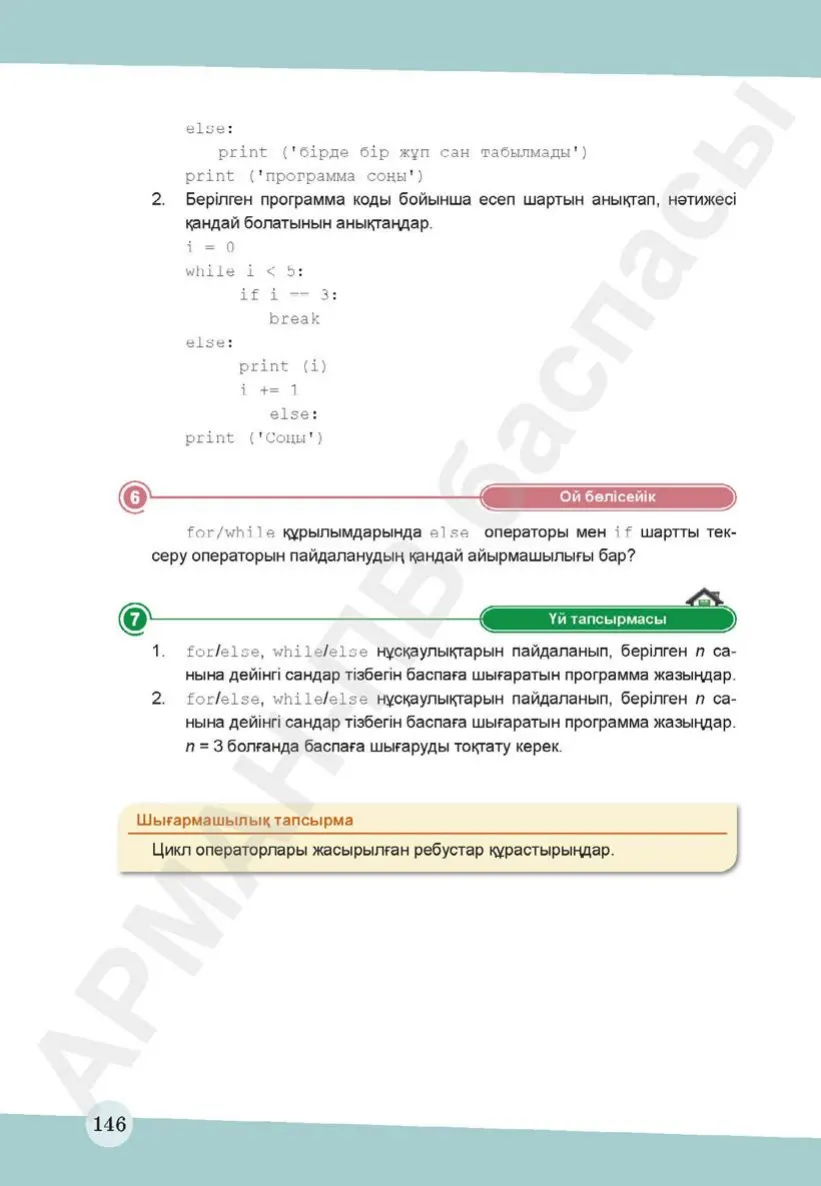 else:
print ('бірде бір жұп сан табылмады')
print ('программа соңы')
2. Берілген программа коды бойынша есеп шартын анықтап, нәтижесі
қандай болатынын анықтаңдар.
i = 0
while i < 5:
if i == 3:
break
else:
print (i)
i += 1
else:
print ('Соңы')
6 Ой бөлісейік
for/while құрылымдарында else операторы мен if шартты тек-
серу операторын пайдаланудың қандай айырмашылығы бар?
7 Үй тапсырмасы
1. for/else, while/else нұсқаулықтарын пайдаланып, берілген n са-
нына дейінгі сандар тізбегін баспаға шығаратын программа жазыңдар.
2. for/else, while/else нұсқаулықтарын пайдаланып, берілген n са-
нына дейінгі сандар тізбегін баспаға шығаратын программа жазыңдар.
n = 3 болғанда баспаға шығаруды тоқтату керек.
Шығармашылық тапсырма
Цикл операторлары жасырылған ребустар құрастырыңдар.
146
АРМАН-ПВ баспасы